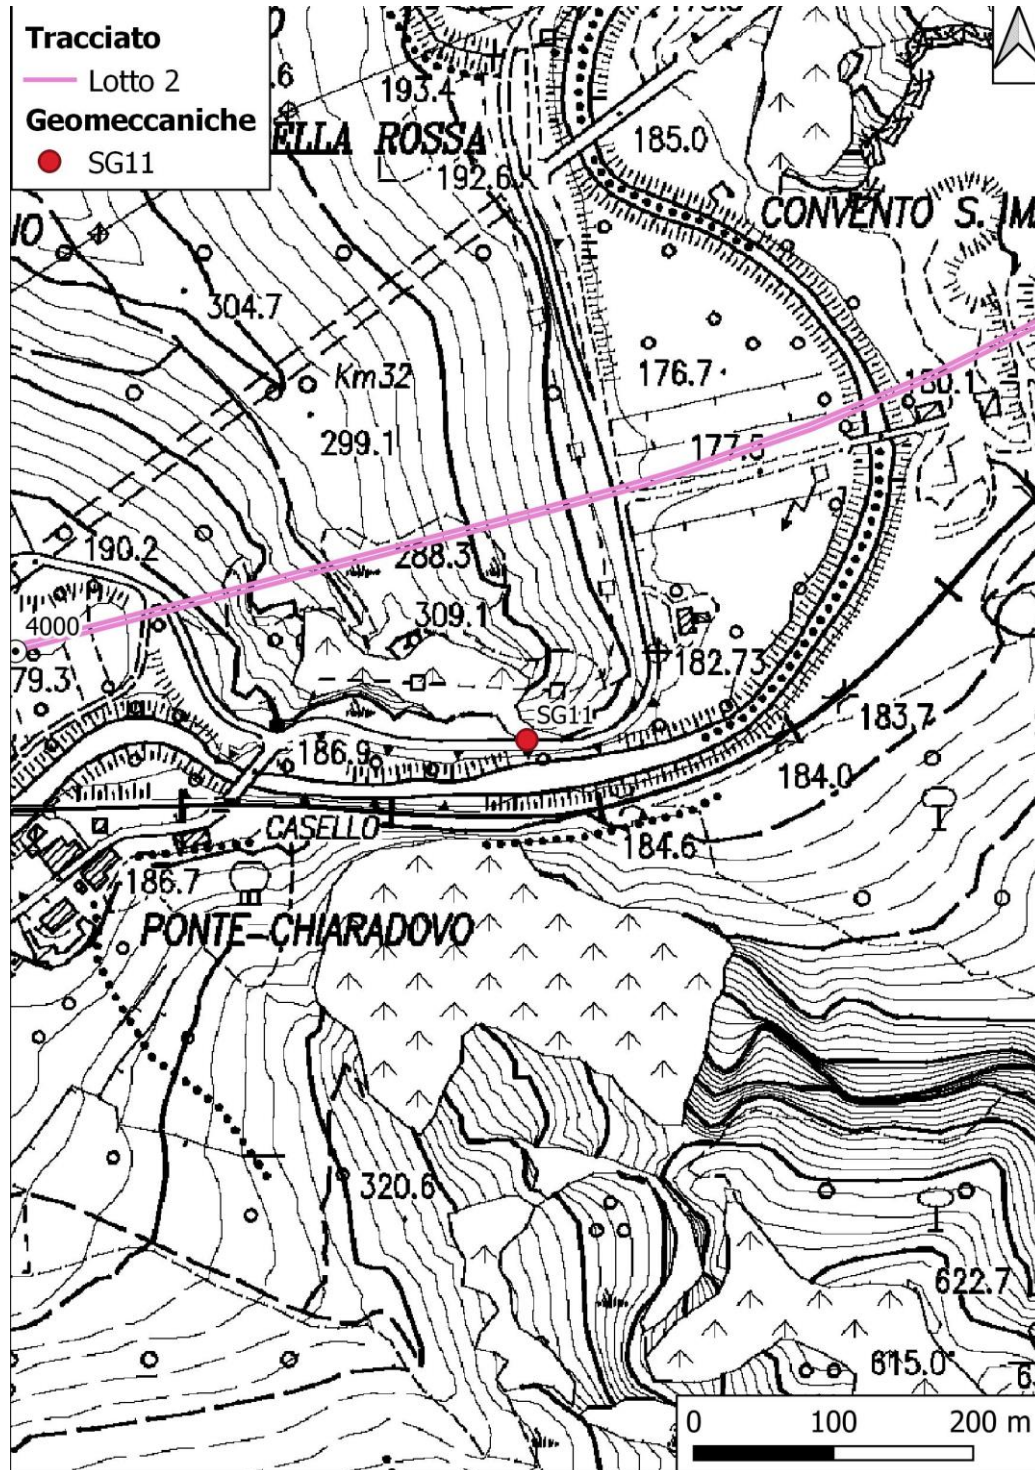 Tracciato
Lotto 2
Geomeccaniche
SG11
193.4
ELLA ROSSA
192.6
185.0
CONVENTO S. IM
304.7
Km32
176.7
180.1
299.1
177.5
190.2
288.3
4000
309.1
182.73
79.3
SG11
183.7
186.9
184.0
CASELLO
184.6
186.7
PONTE-CHIARADOVO
320.6
622.7
615.0
0 100 200 m